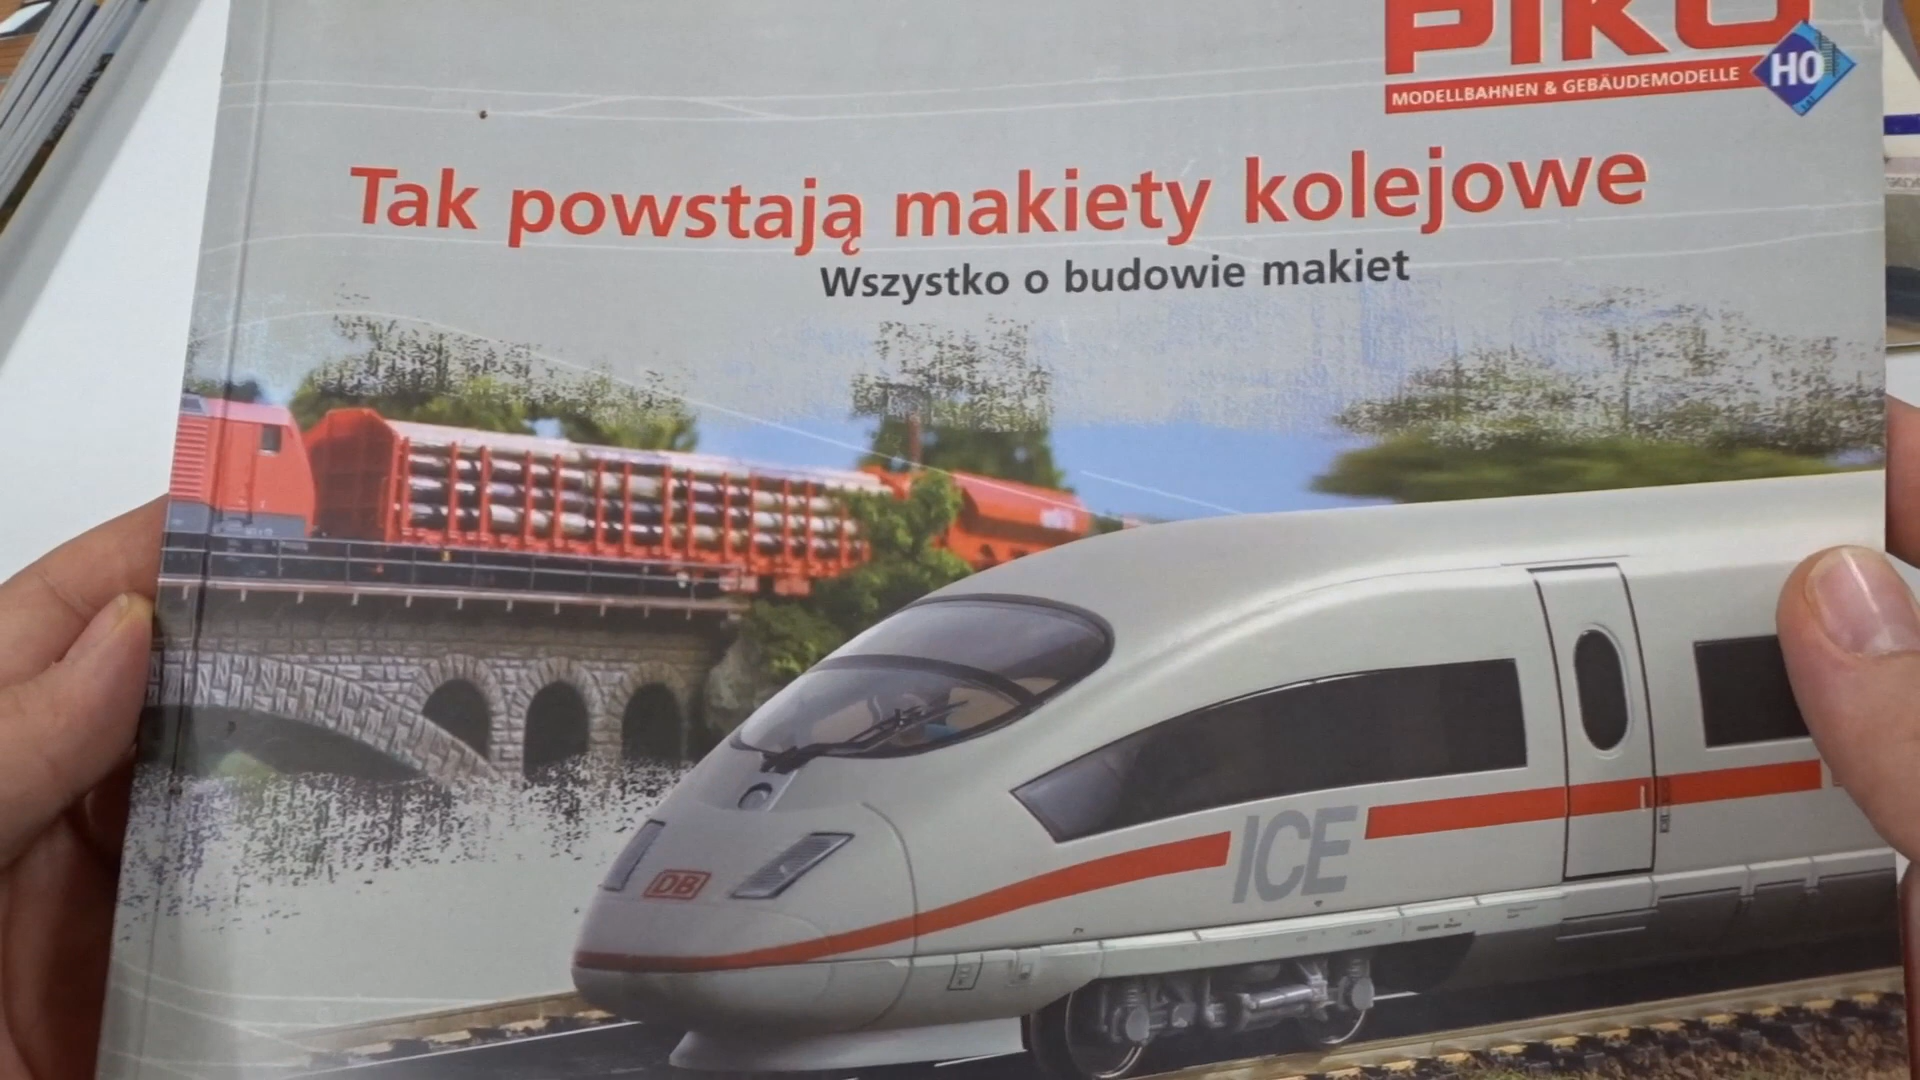 PIKO
MODELLBAHNEN & GEBÄUDEMODELLE
H0
Tak powstają makiety kolejowe
Wszystko o budowie makiet
ICE
DB